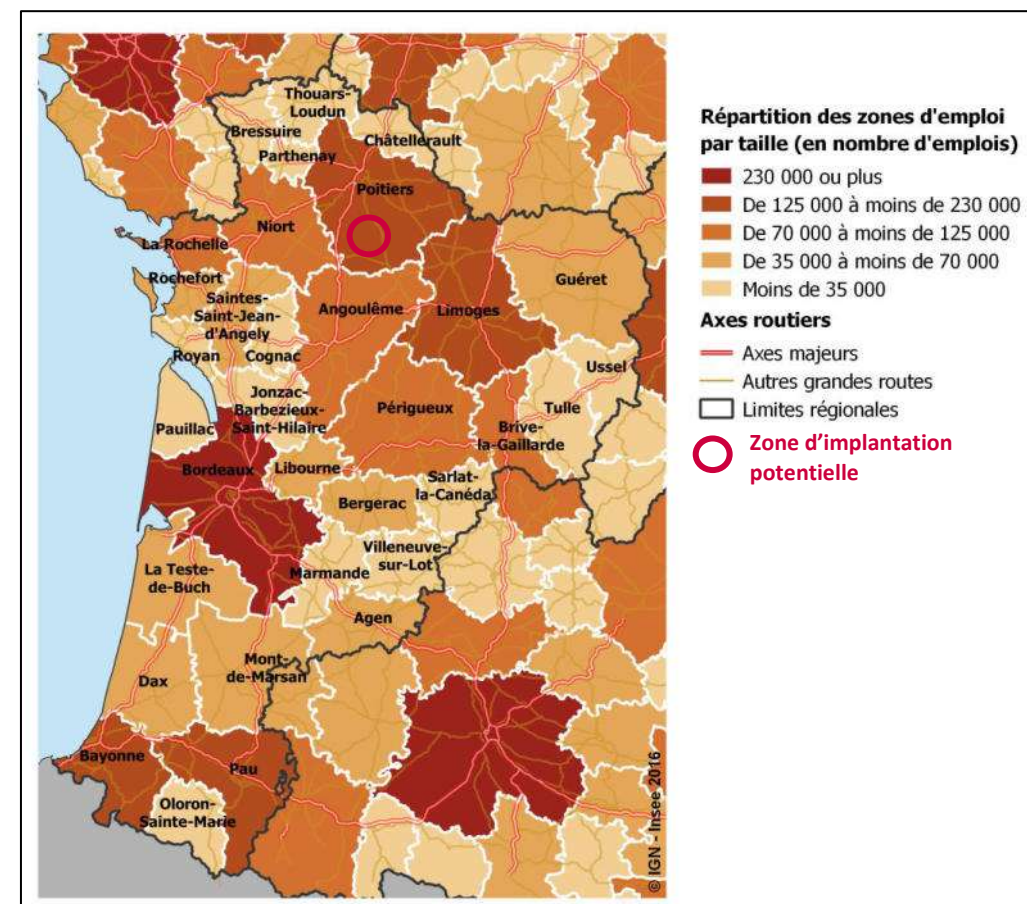 Thouars-
Loudun
Bressuire
Châtellerault
Parthenay
Poitiers
Niort
La Rochelle
Rochefort
Guéret
Saintes-
Saint-Jean-
d'Angely
Angoulême
Limoges
Royan
Cognac
Ussel
Jonzac-
Barbezieux-
Saint-Hilaire
Périgueux
Tulle
Brive-
la-Gaillarde
Pauillac
Bordeaux
Libourne
Sarlat-
la-Canéda
Bergerac
Villeneuve-
sur-Lot
La Teste-
de-Buch
Marmande
Agen
Mont-
de-Marsan
Dax
Bayonne
Pau
Oloron-
Sainte-Marie
© IGN - Insee 2016
Répartition des zones d'emploi
par taille (en nombre d'emplois)
230 000 ou plus
De 125 000 à moins de 230 000
De 70 000 à moins de 125 000
De 35 000 à moins de 70 000
Moins de 35 000
Axes routiers
Axes majeurs
Autres grandes routes
Limites régionales
Zone d’implantation
potentielle